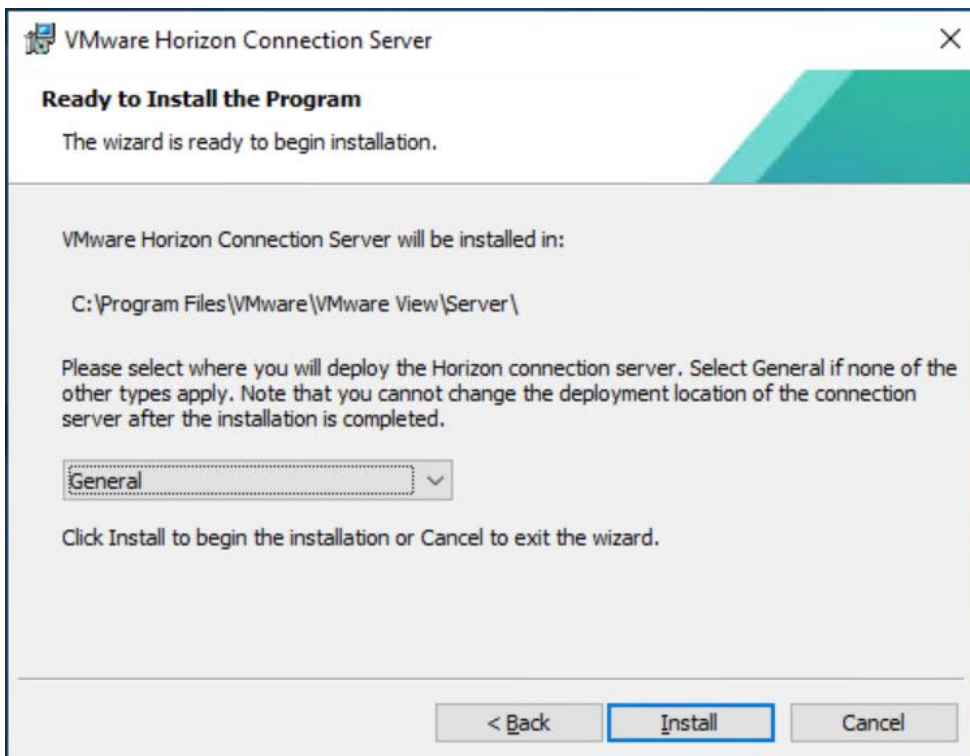 VMware Horizon Connection Server
Ready to Install the Program
The wizard is ready to begin installation.
VMware Horizon Connection Server will be installed in:
C:\Program Files\VMware\VMware View\Server\
Please select where you will deploy the Horizon connection server. Select General if none of the
other types apply. Note that you cannot change the deployment location of the connection
server after the installation is completed.
General
Click Install to begin the installation or Cancel to exit the wizard.
< Back
Install
Cancel